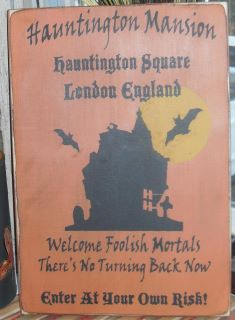 Hauntington Mansion
Hauntington Square
London England
Welcome Foolish Mortals
There's No Turning Back Now
Enter At Your Own Risk!